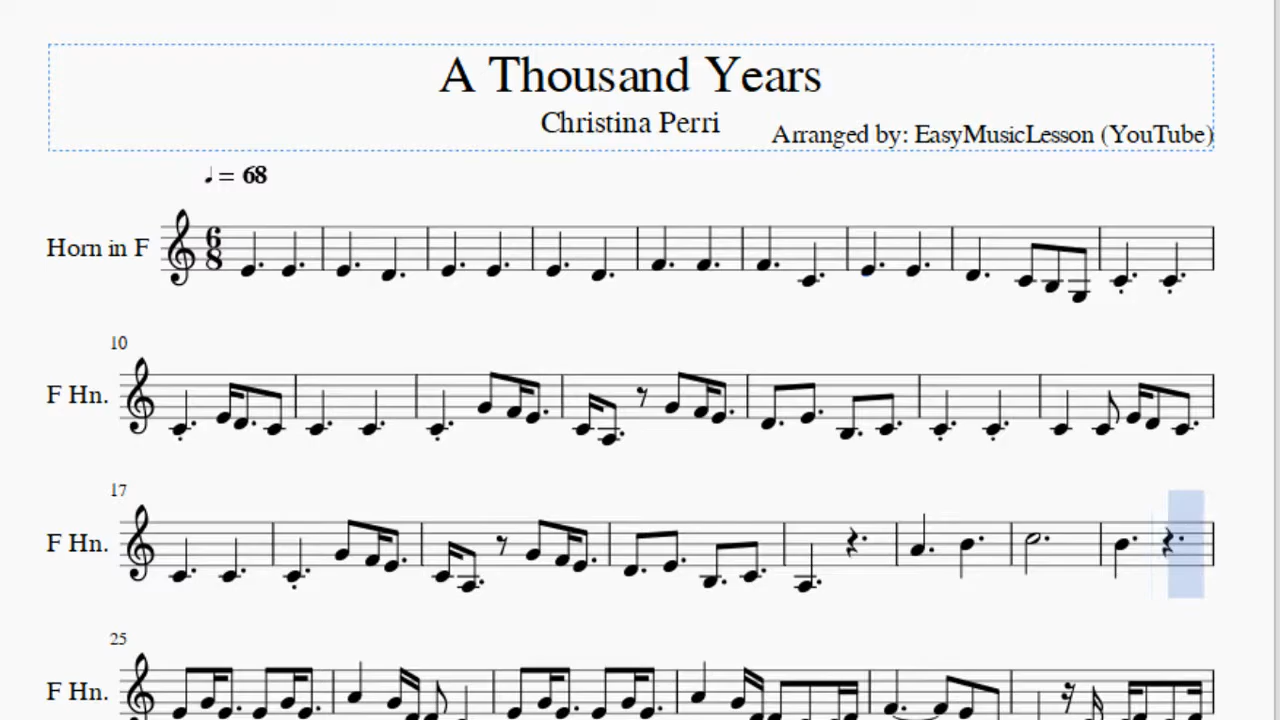 A Thousand Years
Christina Perri
Arranged by: EasyMusicLesson (YouTube)
♩ = 68
Horn in F
6
8
10
F Hn.
17
F Hn.
25
F Hn.